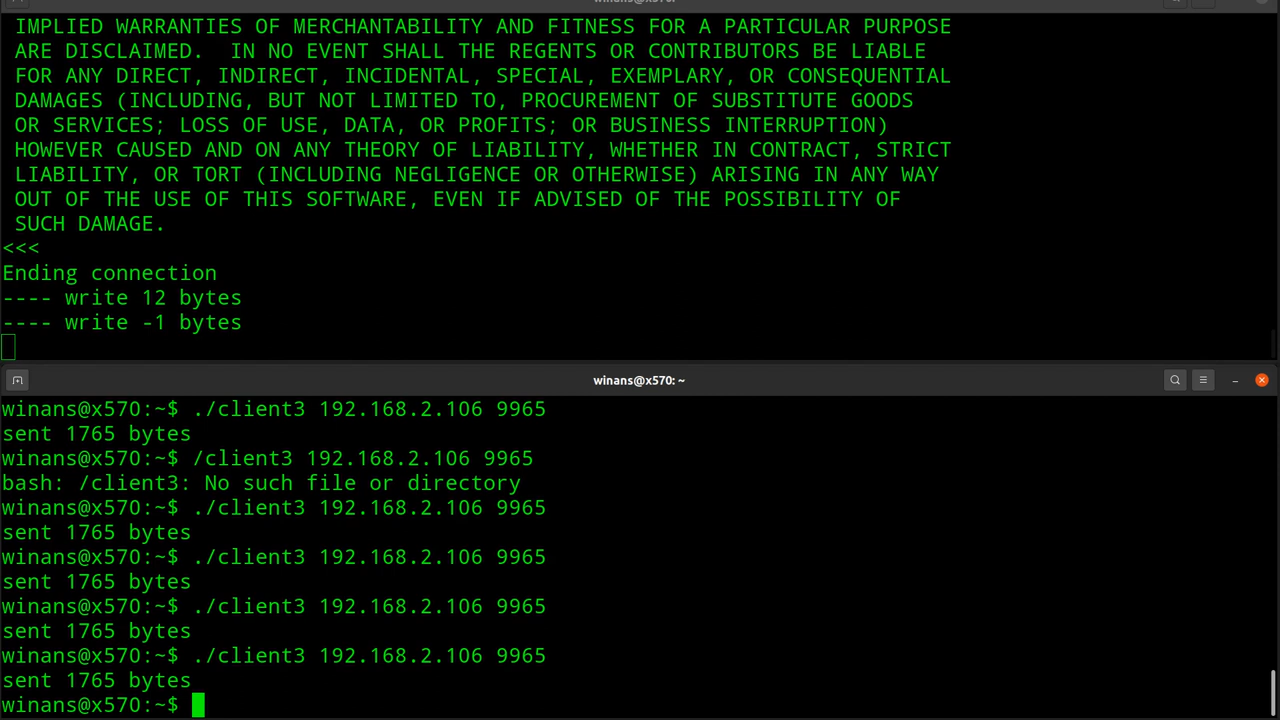 IMPLIED WARRANTIES OF MERCHANTABILITY AND FITNESS FOR A PARTICULAR PURPOSE
ARE DISCLAIMED.  IN NO EVENT SHALL THE REGENTS OR CONTRIBUTORS BE LIABLE
FOR ANY DIRECT, INDIRECT, INCIDENTAL, SPECIAL, EXEMPLARY, OR CONSEQUENTIAL
DAMAGES (INCLUDING, BUT NOT LIMITED TO, PROCUREMENT OF SUBSTITUTE GOODS
OR SERVICES; LOSS OF USE, DATA, OR PROFITS; OR BUSINESS INTERRUPTION)
HOWEVER CAUSED AND ON ANY THEORY OF LIABILITY, WHETHER IN CONTRACT, STRICT
LIABILITY, OR TORT (INCLUDING NEGLIGENCE OR OTHERWISE) ARISING IN ANY WAY
OUT OF THE USE OF THIS SOFTWARE, EVEN IF ADVISED OF THE POSSIBILITY OF
SUCH DAMAGE.
<<<
Ending connection
---- write 12 bytes
---- write -1 bytes
winans@x570: ~
winans@x570:~$ ./client3 192.168.2.106 9965
sent 1765 bytes
winans@x570:~$ /client3 192.168.2.106 9965
bash: /client3: No such file or directory
winans@x570:~$ ./client3 192.168.2.106 9965
sent 1765 bytes
winans@x570:~$ ./client3 192.168.2.106 9965
sent 1765 bytes
winans@x570:~$ ./client3 192.168.2.106 9965
sent 1765 bytes
winans@x570:~$ ./client3 192.168.2.106 9965
sent 1765 bytes
winans@x570:~$